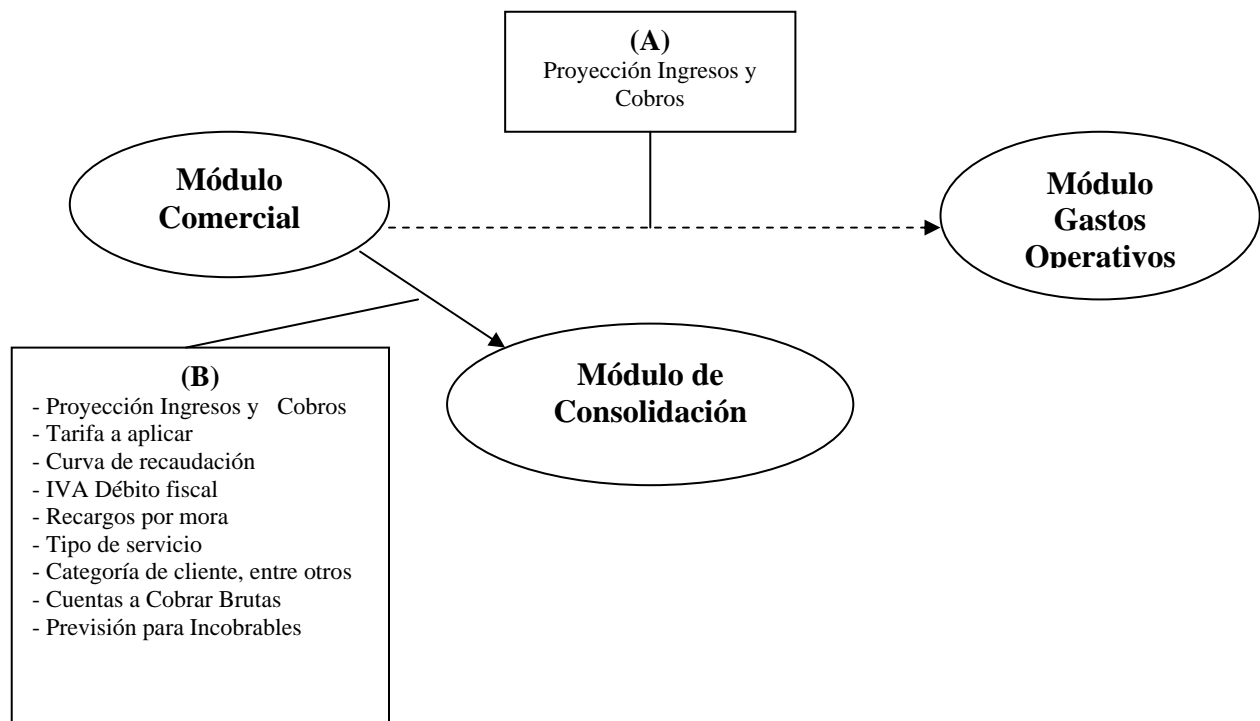 (A)
Proyección Ingresos y
Cobros
Módulo
Comercial
Módulo
Gastos
Operativos
Módulo de
Consolidación
(B)
- Proyección Ingresos y Cobros
- Tarifa a aplicar
- Curva de recaudación
- IVA Débito fiscal
- Recargos por mora
- Tipo de servicio
- Categoría de cliente, entre otros
- Cuentas a Cobrar Brutas
- Previsión para Incobrables